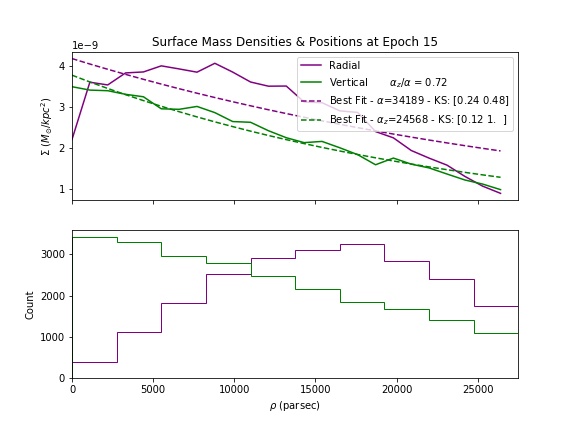 Surface Mass Densities & Positions at Epoch 15
1e−9
4
3
2
1
Σ (M⊙/kpc²)
Radial
Vertical αz/α = 0.72
Best Fit - α=34189 - KS: [0.24 0.48]
Best Fit - αz=24568 - KS: [0.12 1. ]
3000
2000
1000
0
Count
0 5000 10000 15000 20000 25000
ρ (parsec)